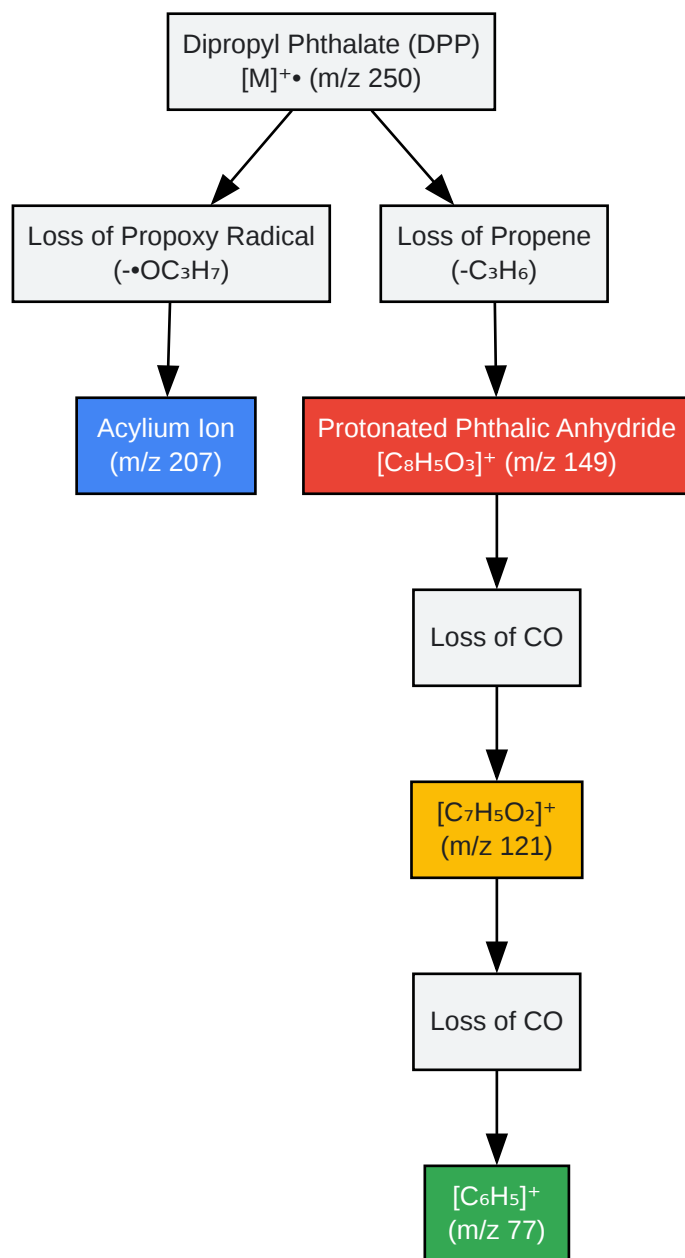 Dipropyl Phthalate (DPP)
[M]⁺• (m/z 250)
Loss of Propoxy Radical
(-•OC₃H₇)
Loss of Propene
(-C₃H₆)
Acylium Ion
(m/z 207)
Protonated Phthalic Anhydride
[C₈H₅O₃]⁺ (m/z 149)
Loss of CO
[C₇H₅O₂]⁺
(m/z 121)
Loss of CO
[C₆H₅]⁺
(m/z 77)